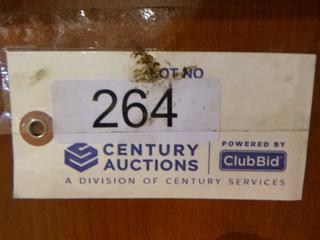 LOT NO
264
CENTURY
AUCTIONS
POWERED BY
ClubBid
A DIVISION OF CENTURY SERVICES